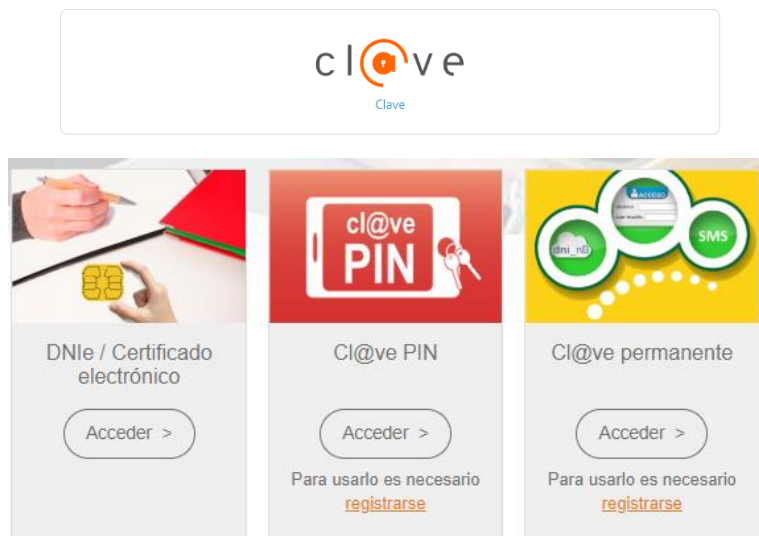 cl@ve
Clave
cl@ve
PIN
ACCESO
dni_nB
SMS
DNIe / Certificado
electrónico
Cl@ve PIN
Cl@ve permanente
Acceder >
Acceder >
Acceder >
Para usarlo es necesario
registrarse
Para usarlo es necesario
registrarse